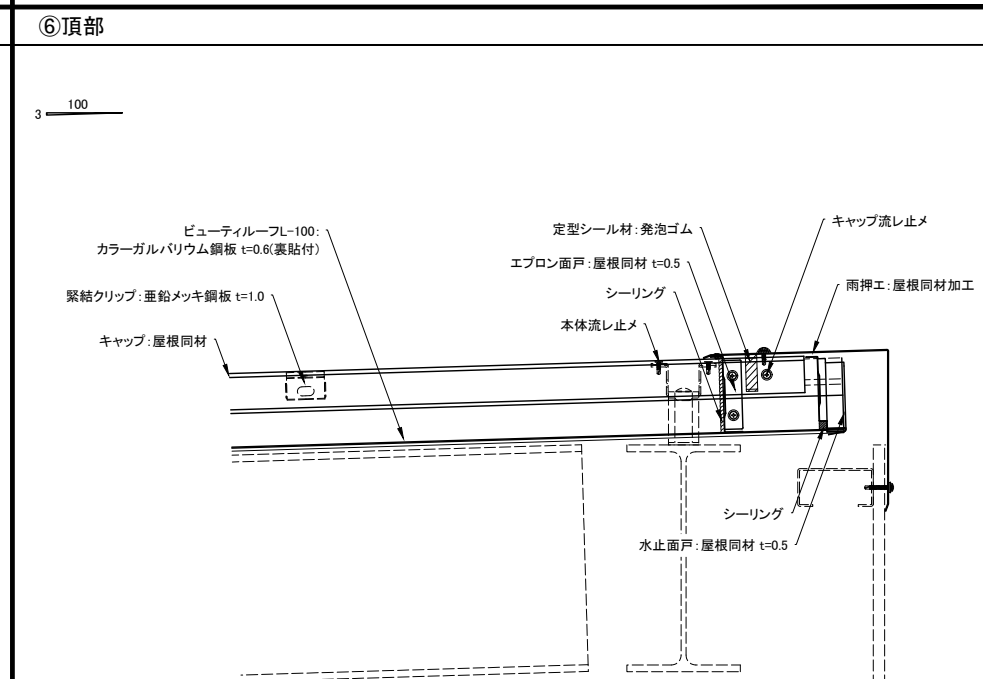 ⑥頂部
100
3
ビューティルーフL-100:
カラーガルバリウム鋼板 t=0.6(裏貼付)
緊結クリップ:亜鉛メッキ鋼板 t=1.0
キャップ:屋根同材
定型シール材:発泡ゴム
エプロン面戸:屋根同材 t=0.5
シーリング
本体流レ止メ
キャップ流レ止メ
雨押エ:屋根同材加工
シーリング
水止面戸:屋根同材 t=0.5